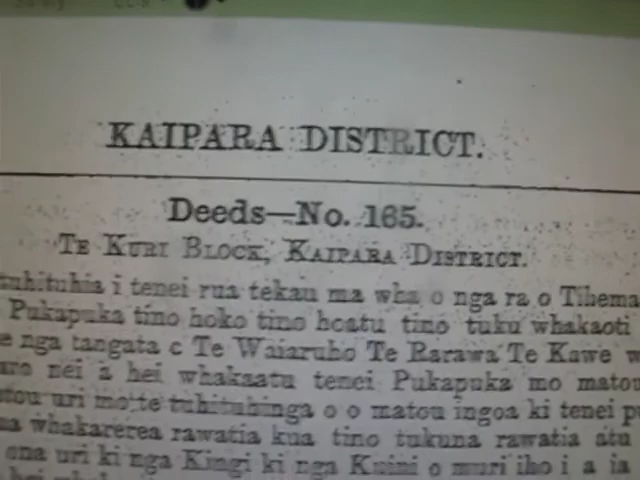 KAIPARA DISTRICT.
Deeds—No. 165.
TE KURI BLOCK, KAIPARA DISTRICT.
tuhituhia i tenei rua tekau ma wha o nga ra o Tihema
Pukapuka tino hoko tino hoatu tino tuku whakaoti
nga tangata o Te Waiaruho Te Rarawa Te Kawe
nei a hei whakaatu tenei Pukapuka mo matou
uri mo te tuhituhinga o o matou ingoa ki tenei
whakarerea rawatia kua tino tukuna rawatia atu
ona uri ki nga Kingi ki nga Kuini o muri iho i a ia